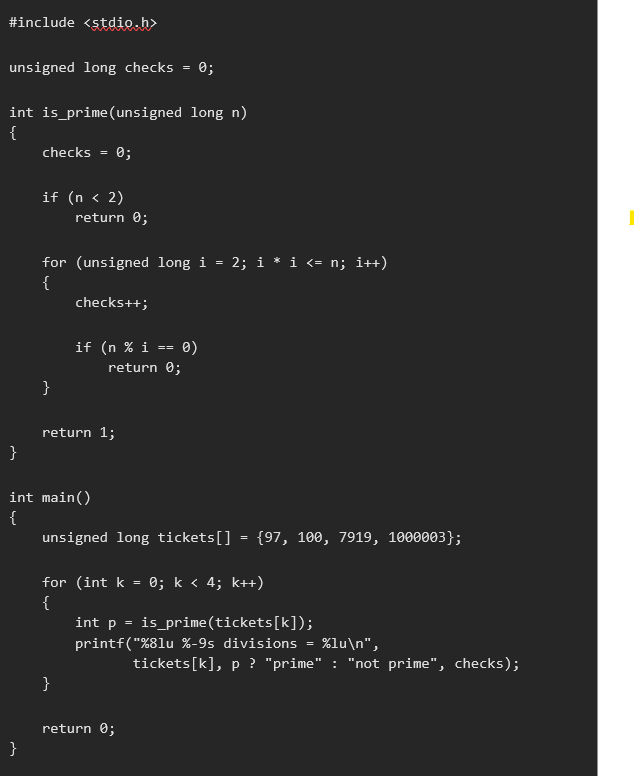 #include <stdio.h>
unsigned long checks = 0;
int is_prime(unsigned long n)
{
    checks = 0;
    if (n < 2)
        return 0;
    for (unsigned long i = 2; i * i <= n; i++)
    {
        checks++;
        if (n % i == 0)
            return 0;
    }
    return 1;
}
int main()
{
    unsigned long tickets[] = {97, 100, 7919, 1000003};
    for (int k = 0; k < 4; k++)
    {
        int p = is_prime(tickets[k]);
        printf("%8lu %-9s divisions = %lu\n",
               tickets[k], p ? "prime" : "not prime", checks);
    }
    return 0;
}